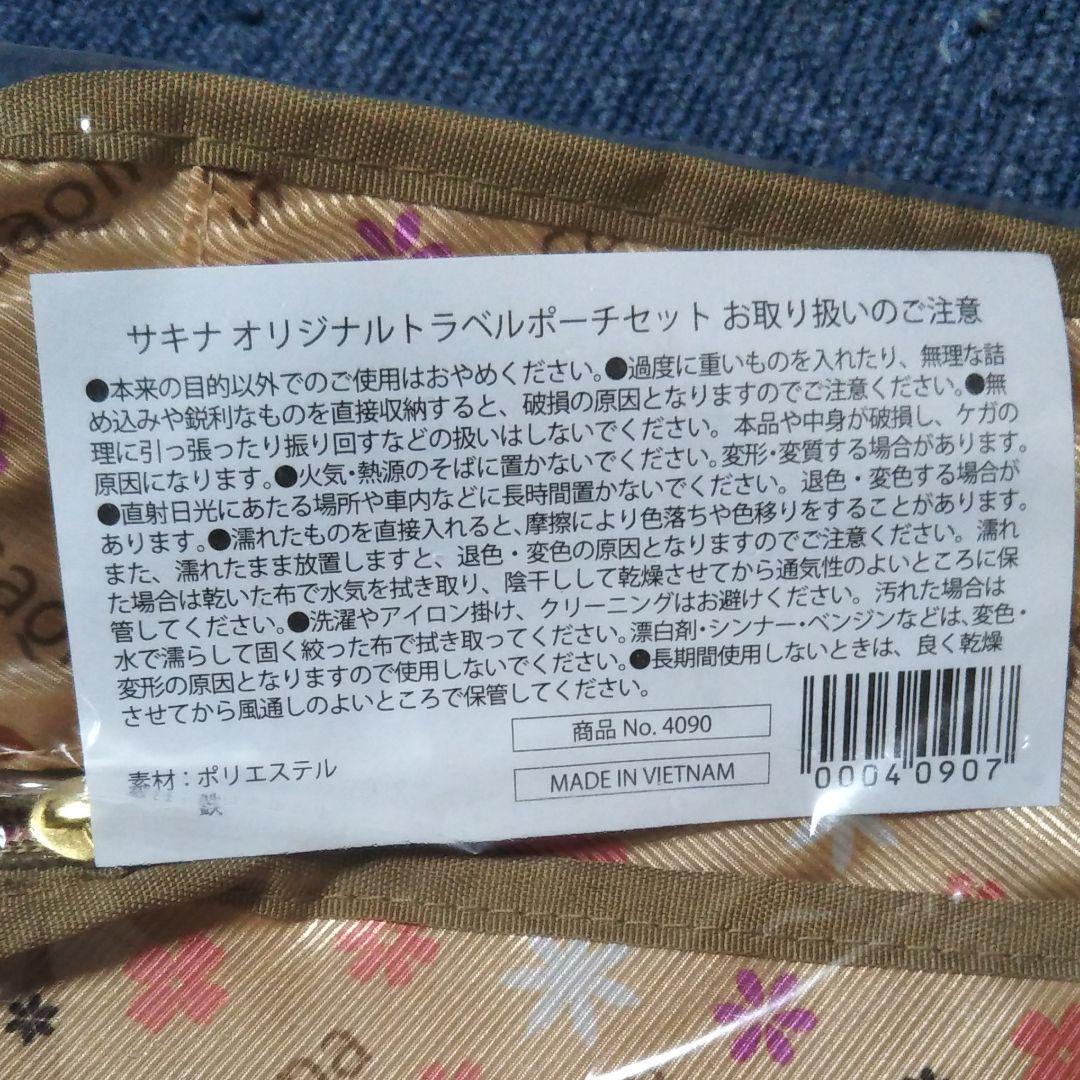 サキナ オリジナルトラベルポーチセット お取り扱いのご注意
●本来の目的以外でのご使用はおやめください。●過度に重いものを入れたり、無理な詰
め込みや鋭利なものを直接収納すると、破損の原因となりますのでご注意ください。●無
理に引っ張ったり振り回すなどの扱いはしないでください。本品や中身が破損し、ケガの
原因になります。●火気・熱源のそばに置かないでください。変形・変質する場合があります。
●直射日光にあたる場所や車内などに長時間置かないでください。退色・変色する場合が
あります。●濡れたものを直接入れると、摩擦により色落ちや色移りをすることがあります。
また、濡れたまま放置しますと、退色・変色の原因となりますのでご注意ください。濡れ
た場合は乾いた布で水気を拭き取り、陰干しして乾燥させてから通気性のよいところに保
管してください。●洗濯やアイロン掛け、クリーニングはお避けください。汚れた場合は
水で濡らして固く絞った布で拭き取ってください。漂白剤・シンナー・ベンジンなどは、変色・
変形の原因となりますので使用しないでください。●長期間使用しないときは、良く乾燥
させてから風通しのよいところで保管してください。
商品 No. 4090
素材：ポリエステル
鉄
MADE IN VIETNAM
00040907